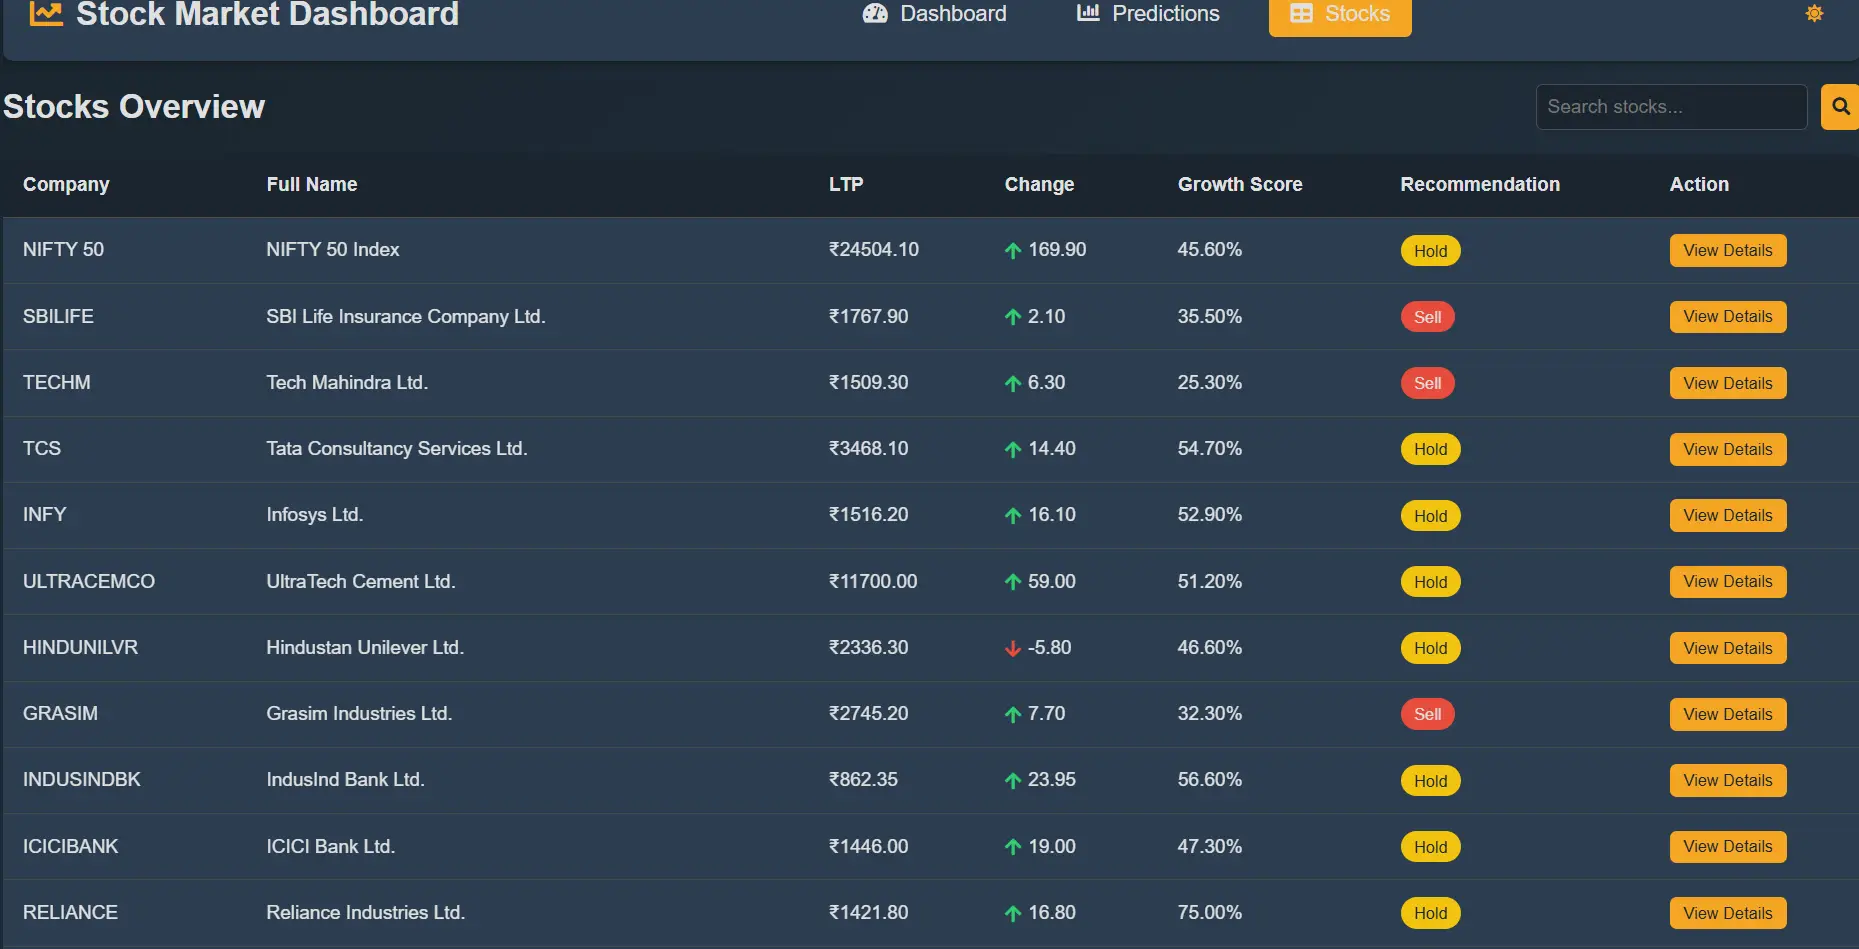 Stock Market Dashboard Dashboard Predictions Stocks
Stocks Overview Search stocks...
Company Full Name LTP Change Growth Score Recommendation Action
NIFTY 50 NIFTY 50 Index ₹24504.10 169.90 45.60% Hold View Details
SBILIFE SBI Life Insurance Company Ltd. ₹1767.90 2.10 35.50% Sell View Details
TECHM Tech Mahindra Ltd. ₹1509.30 6.30 25.30% Sell View Details
TCS Tata Consultancy Services Ltd. ₹3468.10 14.40 54.70% Hold View Details
INFY Infosys Ltd. ₹1516.20 16.10 52.90% Hold View Details
ULTRACEMCO UltraTech Cement Ltd. ₹11700.00 59.00 51.20% Hold View Details
HINDUNILVR Hindustan Unilever Ltd. ₹2336.30 -5.80 46.60% Hold View Details
GRASIM Grasim Industries Ltd. ₹2745.20 7.70 32.30% Sell View Details
INDUSINDBK IndusInd Bank Ltd. ₹862.35 23.95 56.60% Hold View Details
ICICIBANK ICICI Bank Ltd. ₹1446.00 19.00 47.30% Hold View Details
RELIANCE Reliance Industries Ltd. ₹1421.80 16.80 75.00% Hold View Details